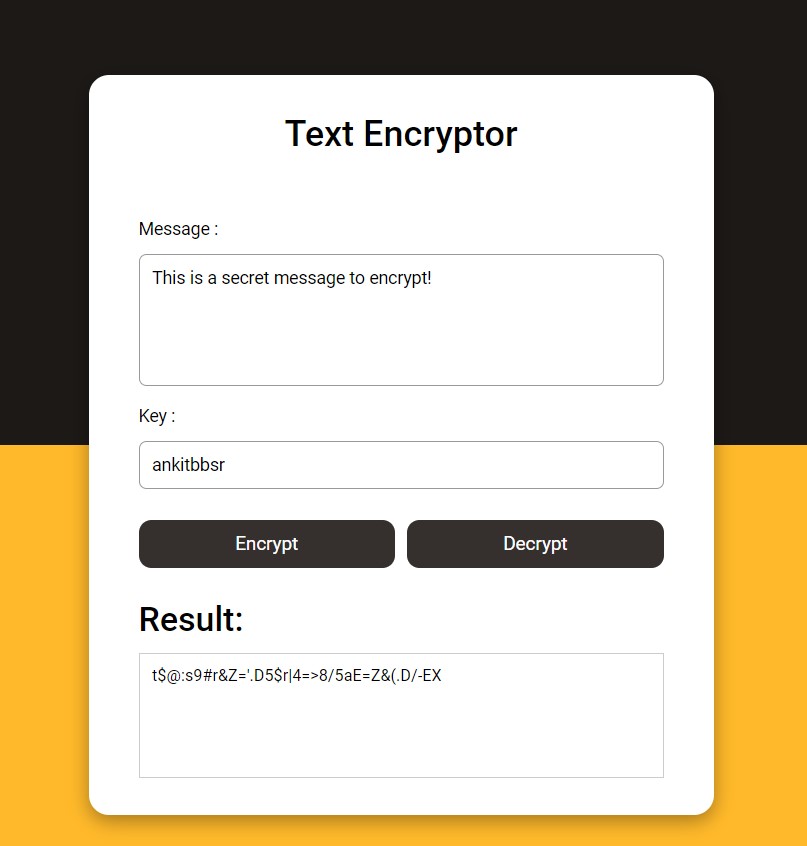 Text Encryptor
Message :
This is a secret message to encrypt!
Key :
ankitbbsr
Encrypt
Decrypt
Result:
t$@:s9#r&Z='.D5$r|4=>8/5aE=Z&(.D/-EX